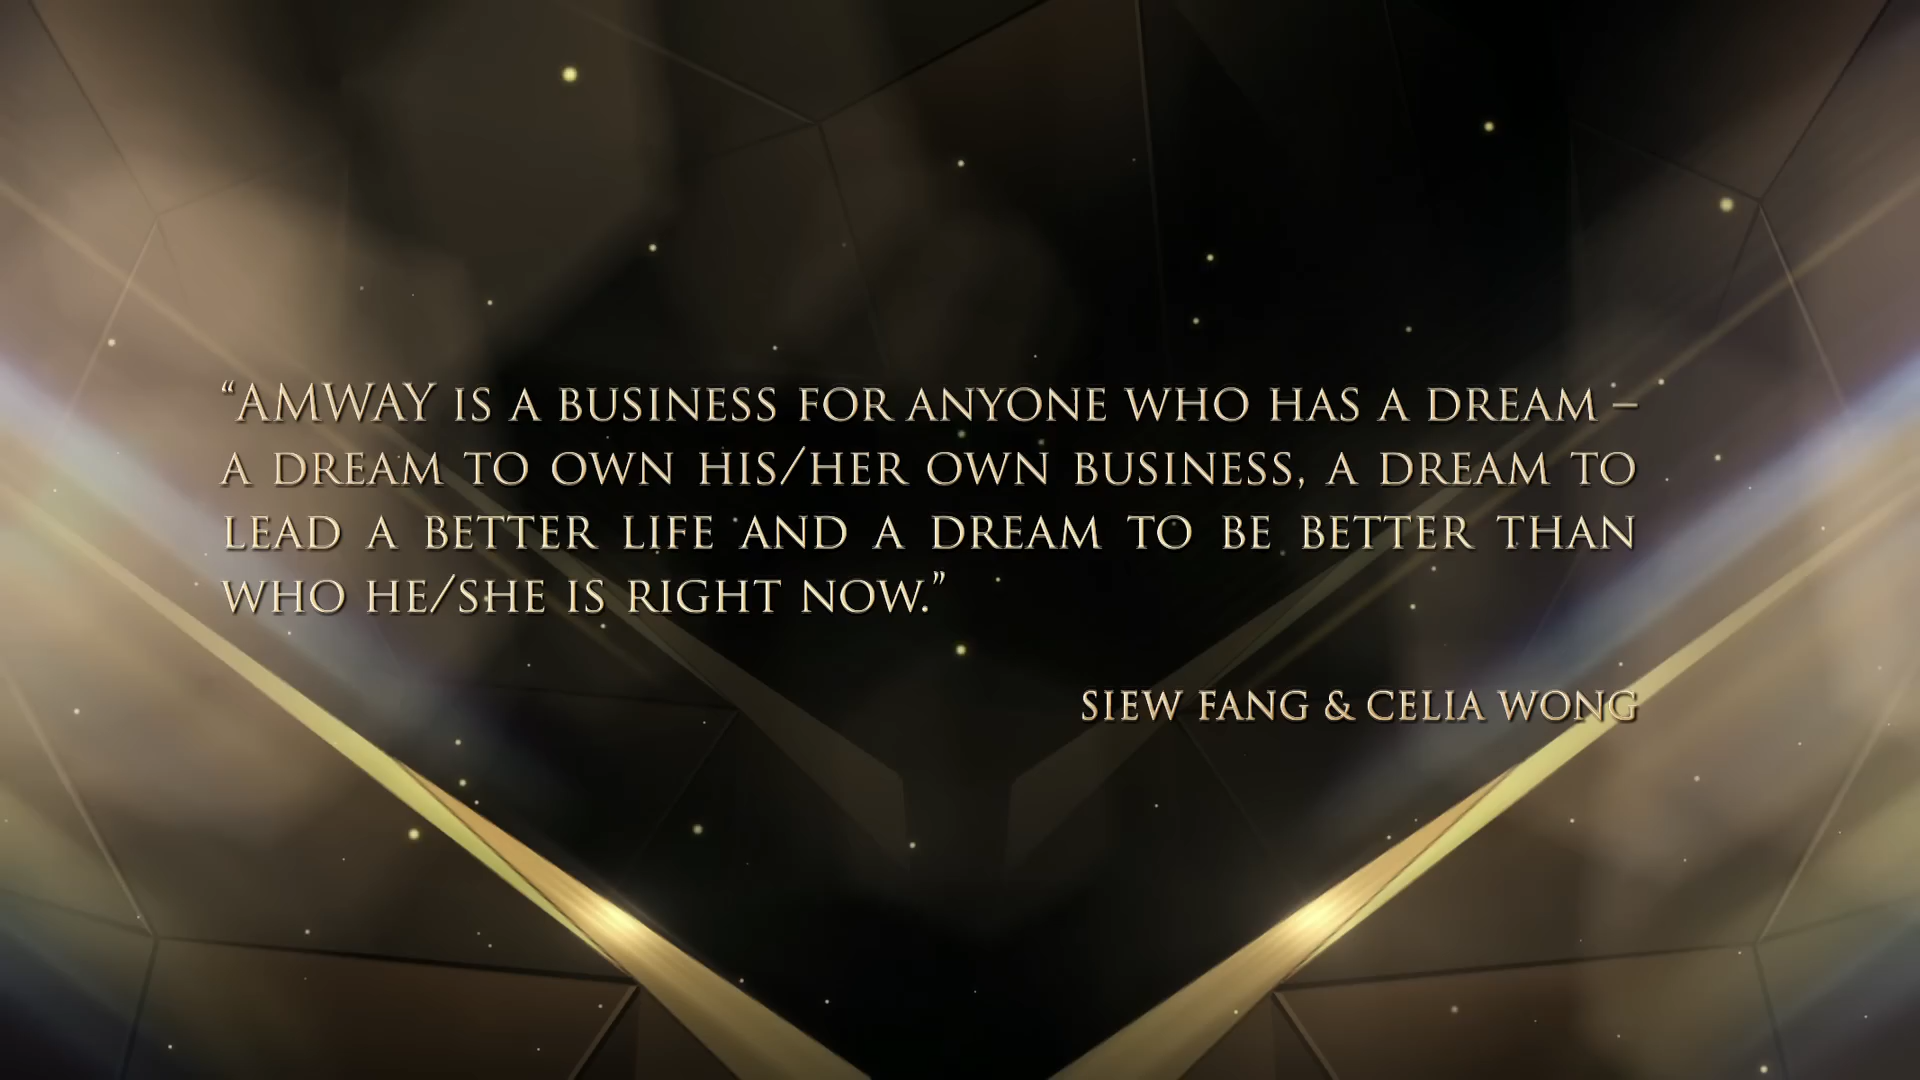 “AMWAY IS A BUSINESS FOR ANYONE WHO HAS A DREAM –
A DREAM TO OWN HIS/HER OWN BUSINESS, A DREAM TO
LEAD A BETTER LIFE AND A DREAM TO BE BETTER THAN
WHO HE/SHE IS RIGHT NOW.”
SIEW FANG & CELIA WONG